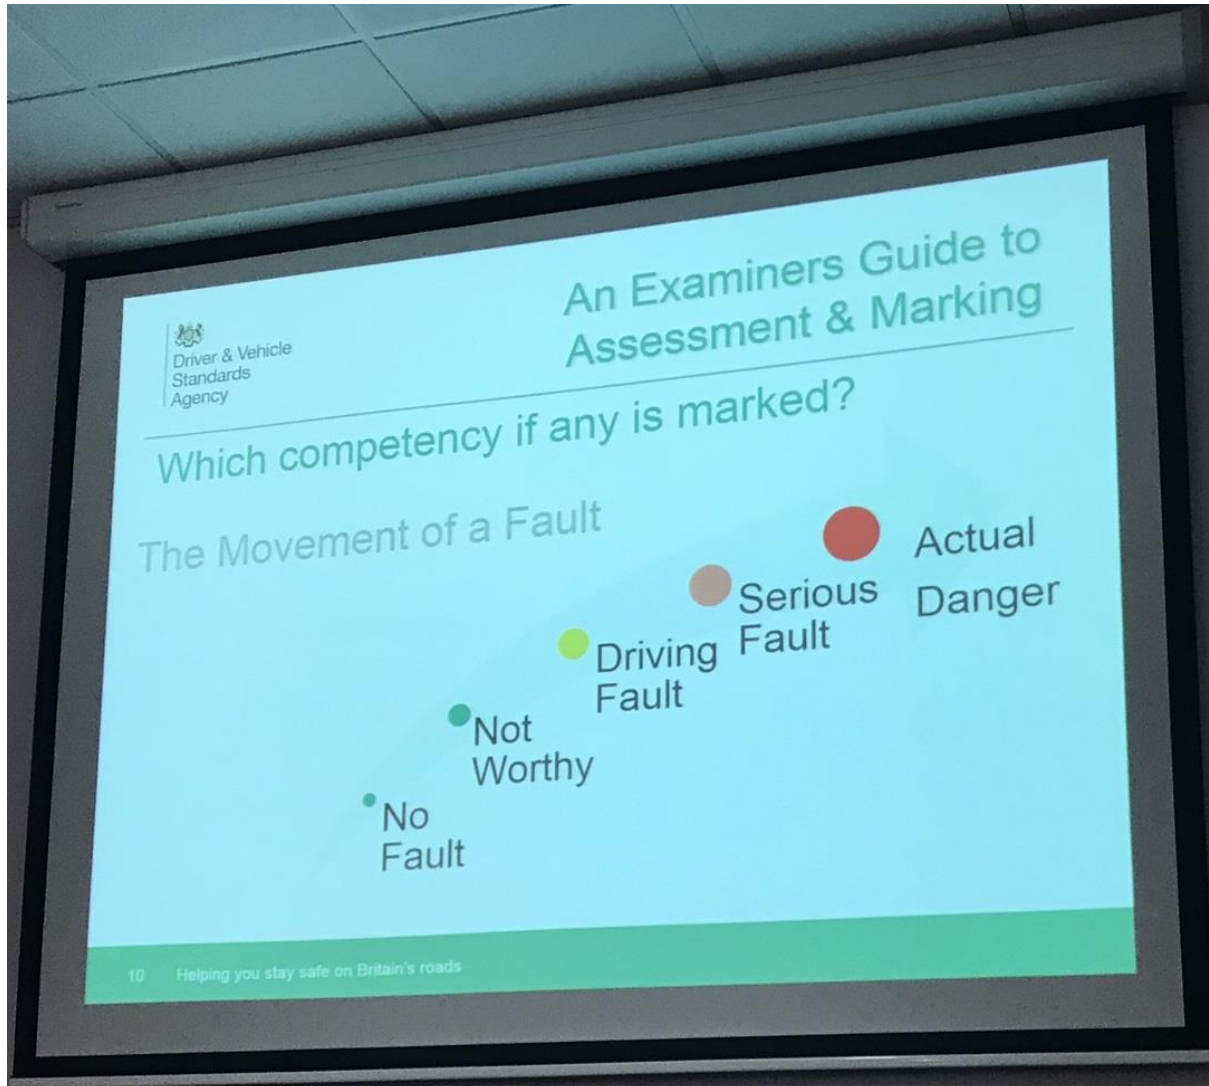 An Examiners Guide to
Assessment & Marking
Driver & Vehicle
Standards
Agency
Which competency if any is marked?
The Movement of a Fault
Actual
Danger
Serious
Fault
Driving
Fault
Not
Worthy
No
Fault
10 Helping you stay safe on Britain's roads